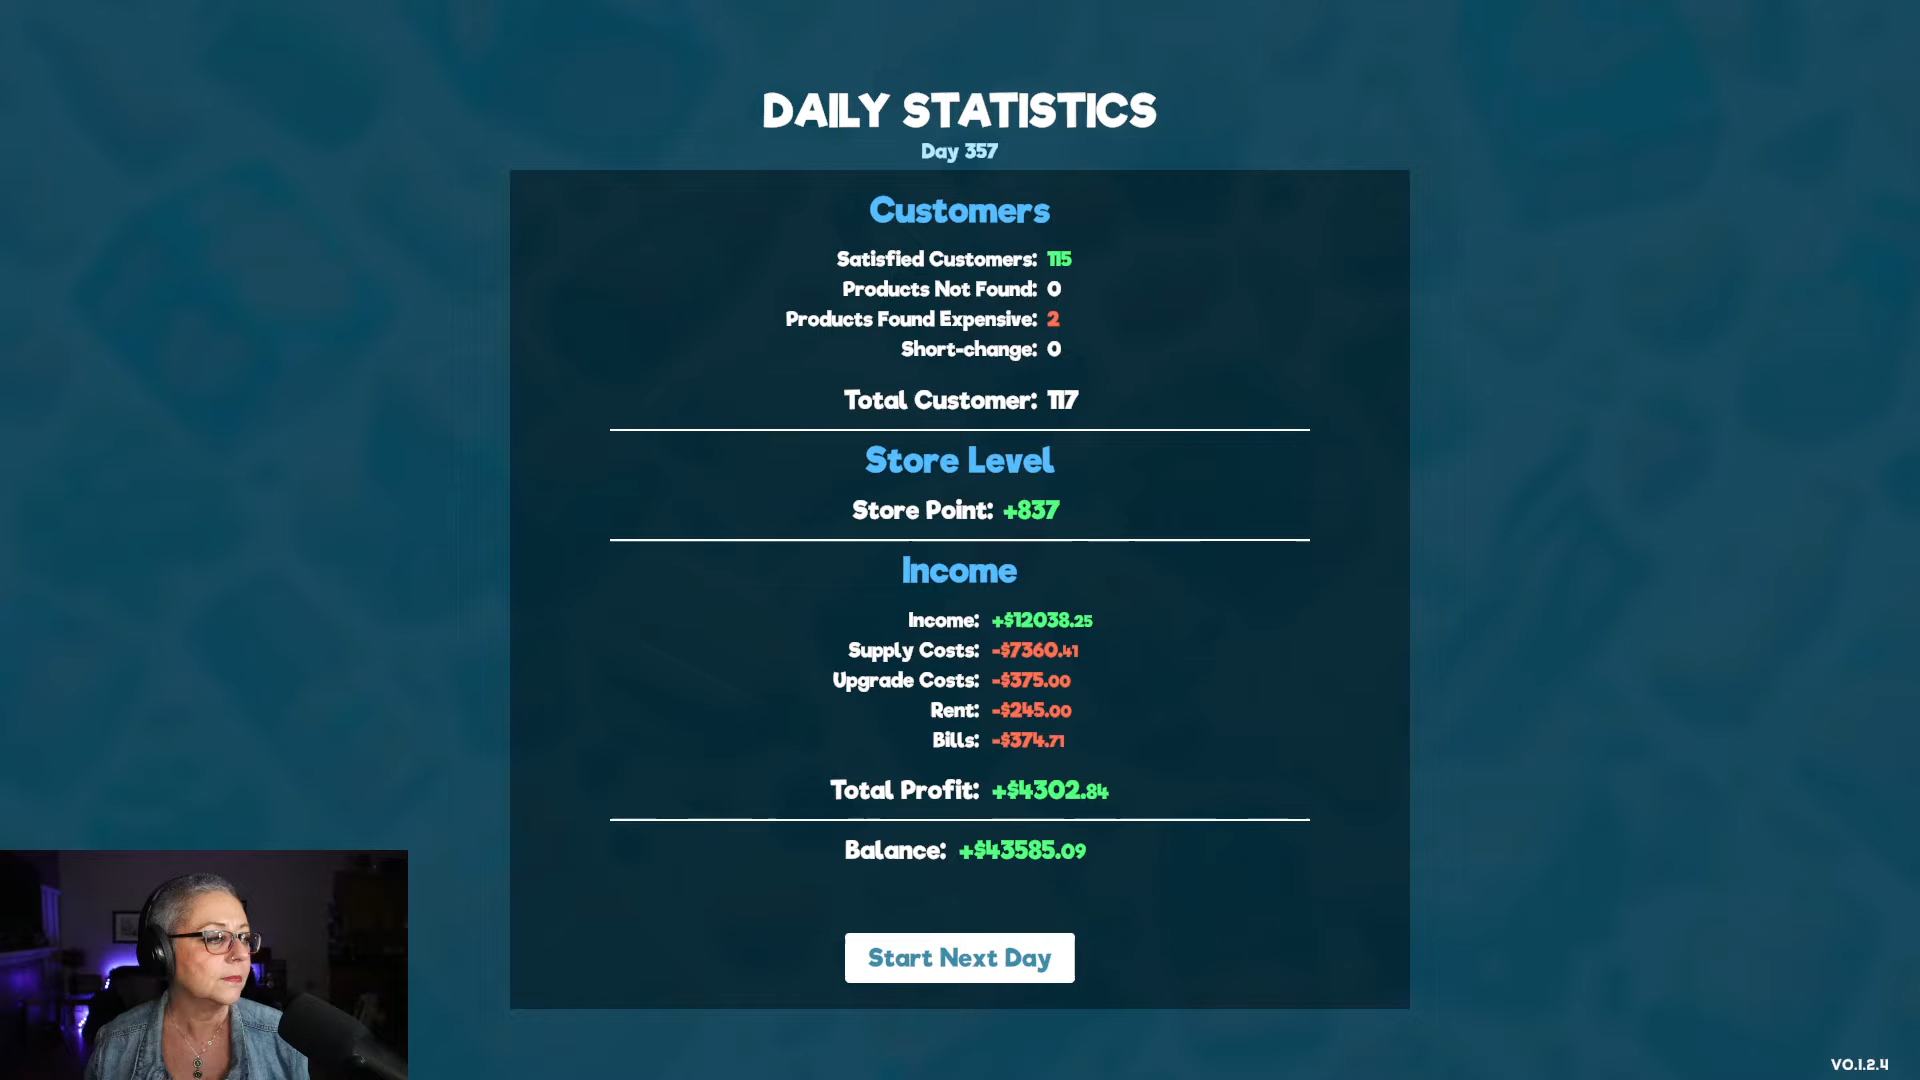 DAILY STATISTICS
Day 357
Customers
Satisfied Customers: 115
Products Not Found: 0
Products Found Expensive: 2
Short-change: 0
Total Customer: 117
Store Level
Store Point: +837
Income
Income: +$12038.25
Supply Costs: -$7360.41
Upgrade Costs: -$375.00
Rent: -$245.00
Bills: -$374.71
Total Profit: +$4302.84
Balance: +$43585.09
Start Next Day
V0.1.2.4